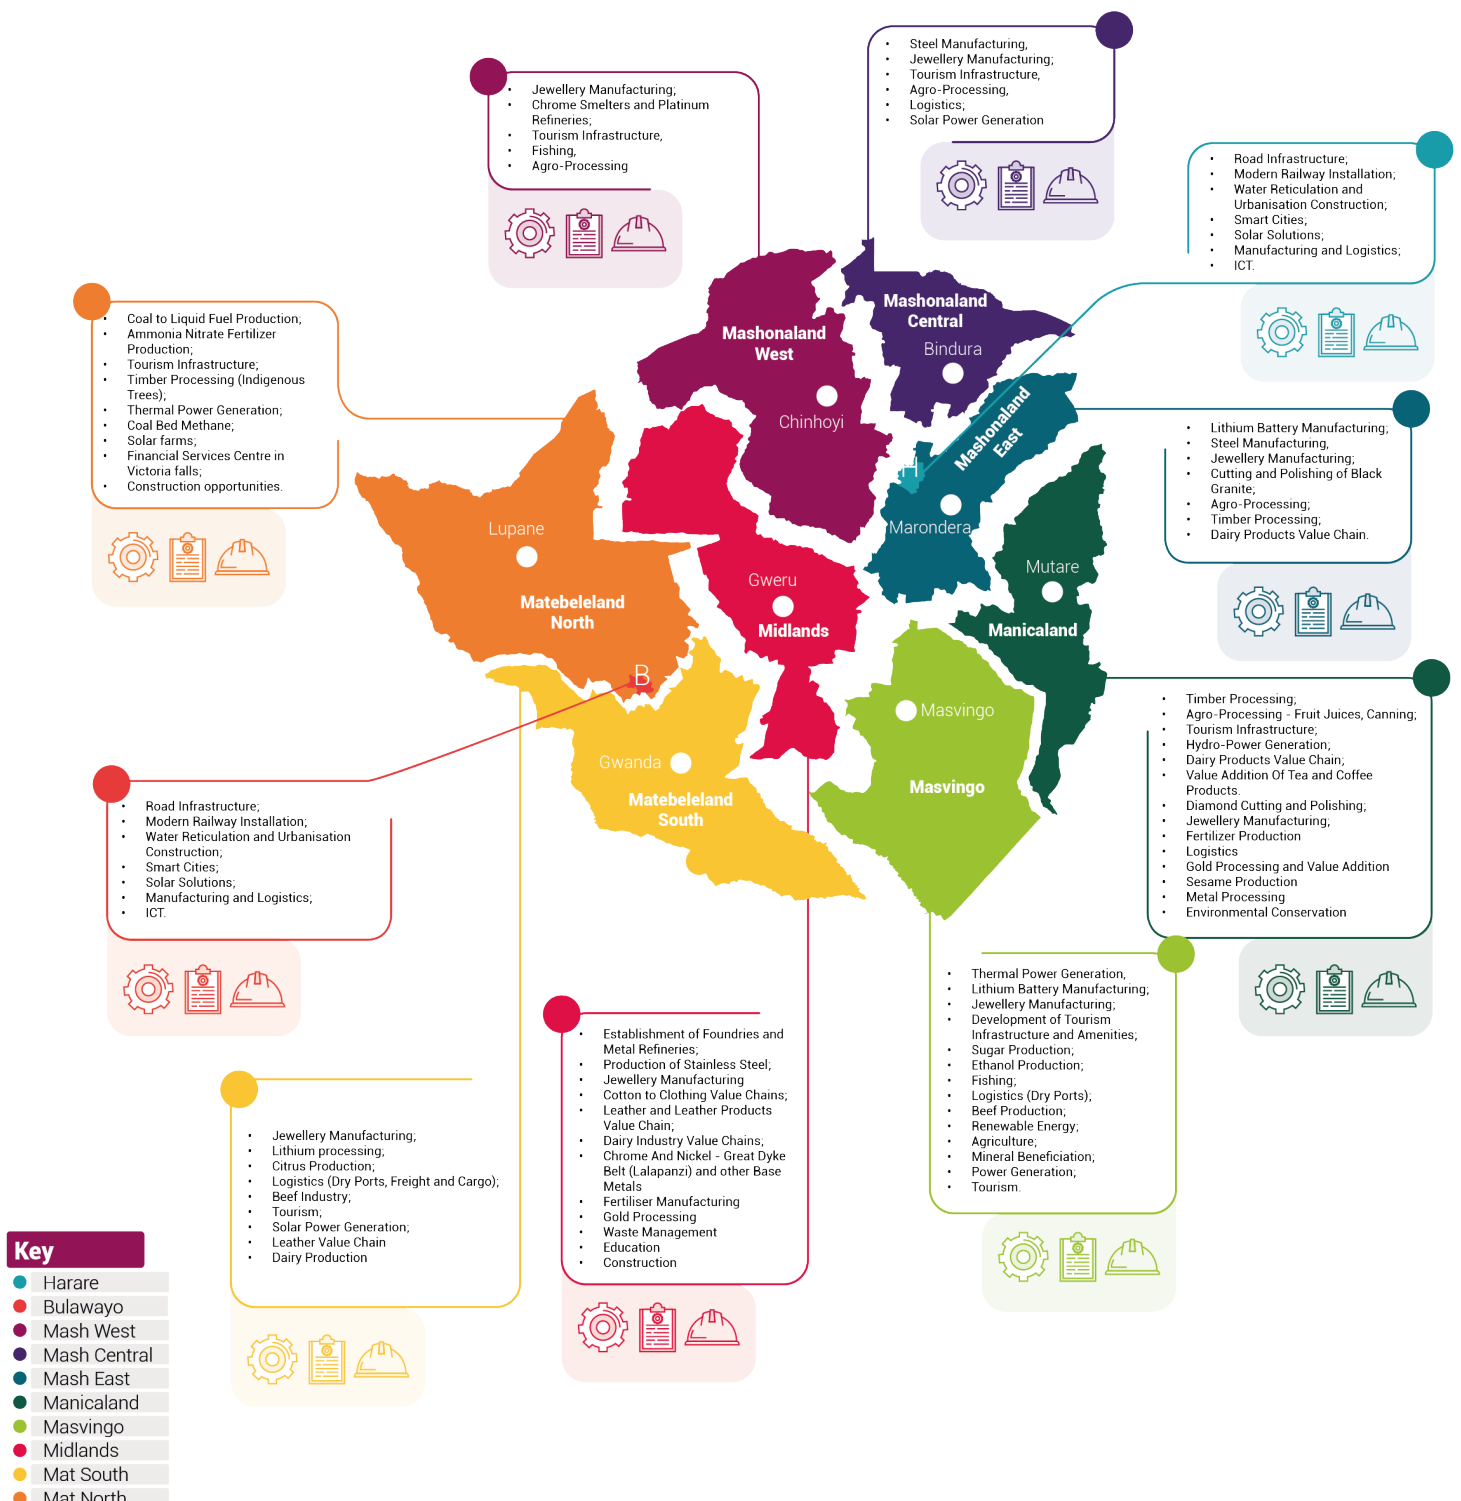 • Steel Manufacturing,
• Jewellery Manufacturing;
• Tourism Infrastructure,
• Agro-Processing,
• Logistics;
• Solar Power Generation
• Jewellery Manufacturing;
• Chrome Smelters and Platinum
Refineries;
• Tourism Infrastructure,
• Fishing,
• Agro-Processing
• Road Infrastructure;
• Modern Railway Installation;
• Water Reticulation and
Urbanisation Construction;
• Smart Cities;
• Solar Solutions;
• Manufacturing and Logistics;
• ICT.
• Coal to Liquid Fuel Production;
• Ammonia Nitrate Fertilizer
Production;
• Tourism Infrastructure;
• Timber Processing (Indigenous
Trees);
• Thermal Power Generation;
• Coal Bed Methane;
• Solar farms;
• Financial Services Centre in
Victoria falls;
• Construction opportunities.
Mashonaland
West
Chinhoyi
Mashonaland
Central
Bindura
Mashonaland
East
H
Marondera
• Lithium Battery Manufacturing;
• Steel Manufacturing,
• Jewellery Manufacturing;
• Cutting and Polishing of Black
Granite;
• Agro-Processing;
• Timber Processing;
• Dairy Products Value Chain.
Lupane
Matebeleland
North
B
Gweru
Midlands
Mutare
Manicaland
Masvingo
Masvingo
Gwanda
Matebeleland
South
• Timber Processing;
• Agro-Processing - Fruit Juices, Canning;
• Tourism Infrastructure;
• Hydro-Power Generation;
• Dairy Products Value Chain;
• Value Addition Of Tea and Coffee
Products.
• Diamond Cutting and Polishing;
• Jewellery Manufacturing;
• Fertilizer Production
• Logistics
• Gold Processing and Value Addition
• Sesame Production
• Metal Processing
• Environmental Conservation
• Road Infrastructure;
• Modern Railway Installation;
• Water Reticulation and Urbanisation
Construction;
• Smart Cities;
• Solar Solutions;
• Manufacturing and Logistics;
• ICT.
• Thermal Power Generation,
• Lithium Battery Manufacturing;
• Jewellery Manufacturing;
• Development of Tourism
Infrastructure and Amenities;
• Sugar Production;
• Ethanol Production;
• Fishing;
• Logistics (Dry Ports);
• Beef Production;
• Renewable Energy;
• Agriculture;
• Mineral Beneficiation;
• Power Generation;
• Tourism.
• Establishment of Foundries and
Metal Refineries;
• Production of Stainless Steel;
• Jewellery Manufacturing
• Cotton to Clothing Value Chains;
• Leather and Leather Products
Value Chain;
• Dairy Industry Value Chains;
• Chrome And Nickel - Great Dyke
Belt (Lalapanzi) and other Base
Metals
• Fertiliser Manufacturing
• Gold Processing
• Waste Management
• Education
• Construction
• Jewellery Manufacturing;
• Lithium processing;
• Citrus Production;
• Logistics (Dry Ports, Freight and Cargo);
• Beef Industry;
• Tourism;
• Solar Power Generation;
• Leather Value Chain
• Dairy Production
Key
Harare
Bulawayo
Mash West
Mash Central
Mash East
Manicaland
Masvingo
Midlands
Mat South
Mat North